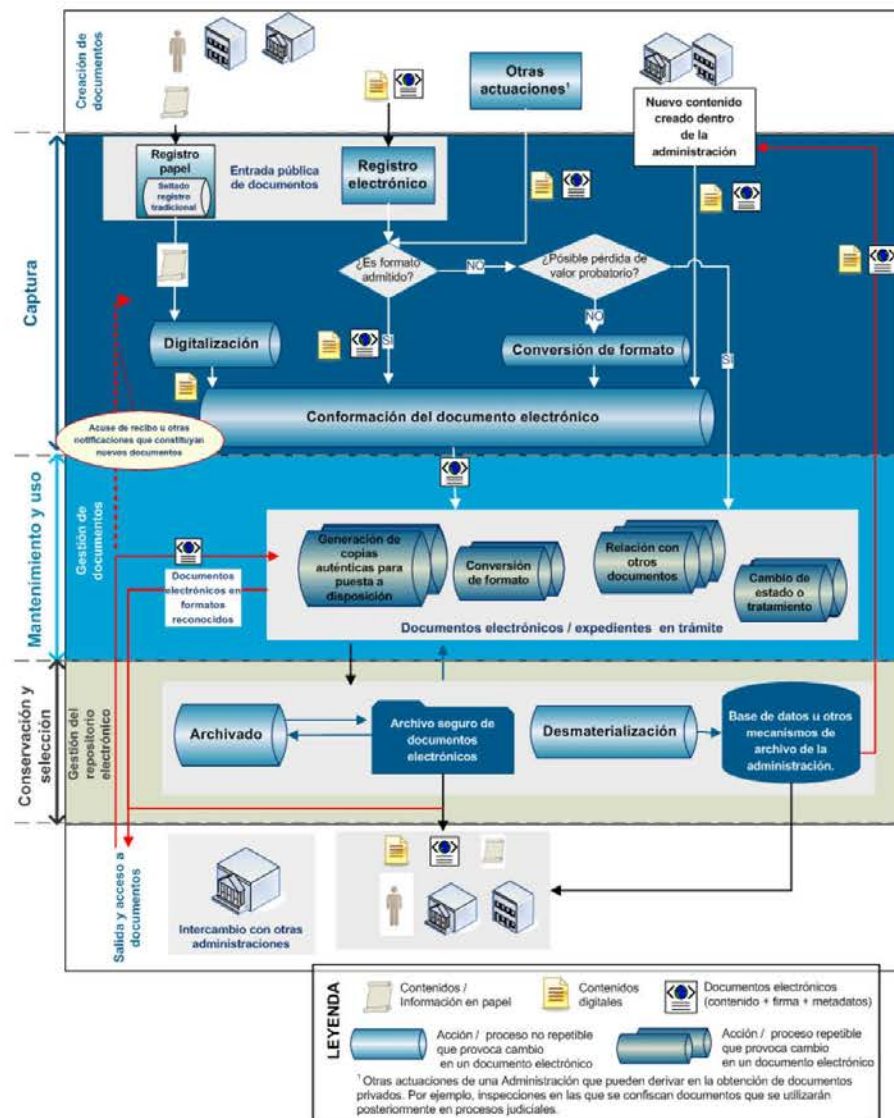 Creación de
documentos
Otras
actuaciones¹
Nuevo contenido
creado dentro
de la
administración
Captura
Registro
papel
Sellado
registro
tradicional
Entrada pública
de documentos
Registro
electrónico
¿Es formato
admitido?
NO
¿Pósible pérdida de
valor probatorio?
SI
NO
SI
Digitalización
Conversión de formato
Conformación del documento electrónico
Acuse de recibo u otras
notificaciones que constituyan
nuevos documentos
Mantenimiento y uso
Gestión de
documentos
Documentos
electrónicos en
formatos
reconocidos
Generación de
copias
auténticas para
puesta a
disposición
Conversión
de formato
Relación con
otros
documentos
Cambio de
estado o
tratamiento
Documentos electrónicos / expedientes en trámite
Conservación y
selección
Gestión del
repositorio
electrónico
Archivado
Archivo seguro de
documentos
electrónicos
Desmaterialización
Base de datos u otros
mecanismos de
archivo de la
administración.
Salida y acceso a
documentos
Intercambio con otras
administraciones
LEYENDA
Contenidos /
Información en papel
Contenidos
digitales
Documentos electrónicos
(contenido + firma + metadatos)
Acción / proceso no repetible
que provoca cambio
en un documento electrónico
Acción / proceso repetible
que provoca cambio
en un documento electrónico
¹ Otras actuaciones de una Administración que pueden derivar en la obtención de documentos
privados. Por ejemplo, inspecciones en las que se confiscan documentos que se utilizarán
posteriormente en procesos judiciales.